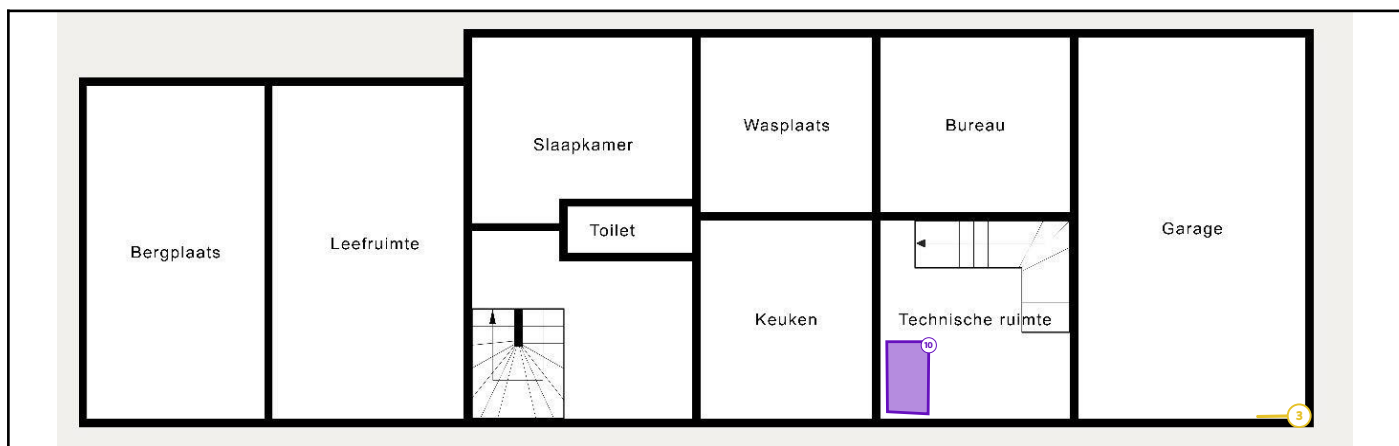 Slaapkamer
Wasplaats
Bureau
Bergplaats
Leefruimte
Toilet
Garage
Keuken
Technische ruimte
10
3